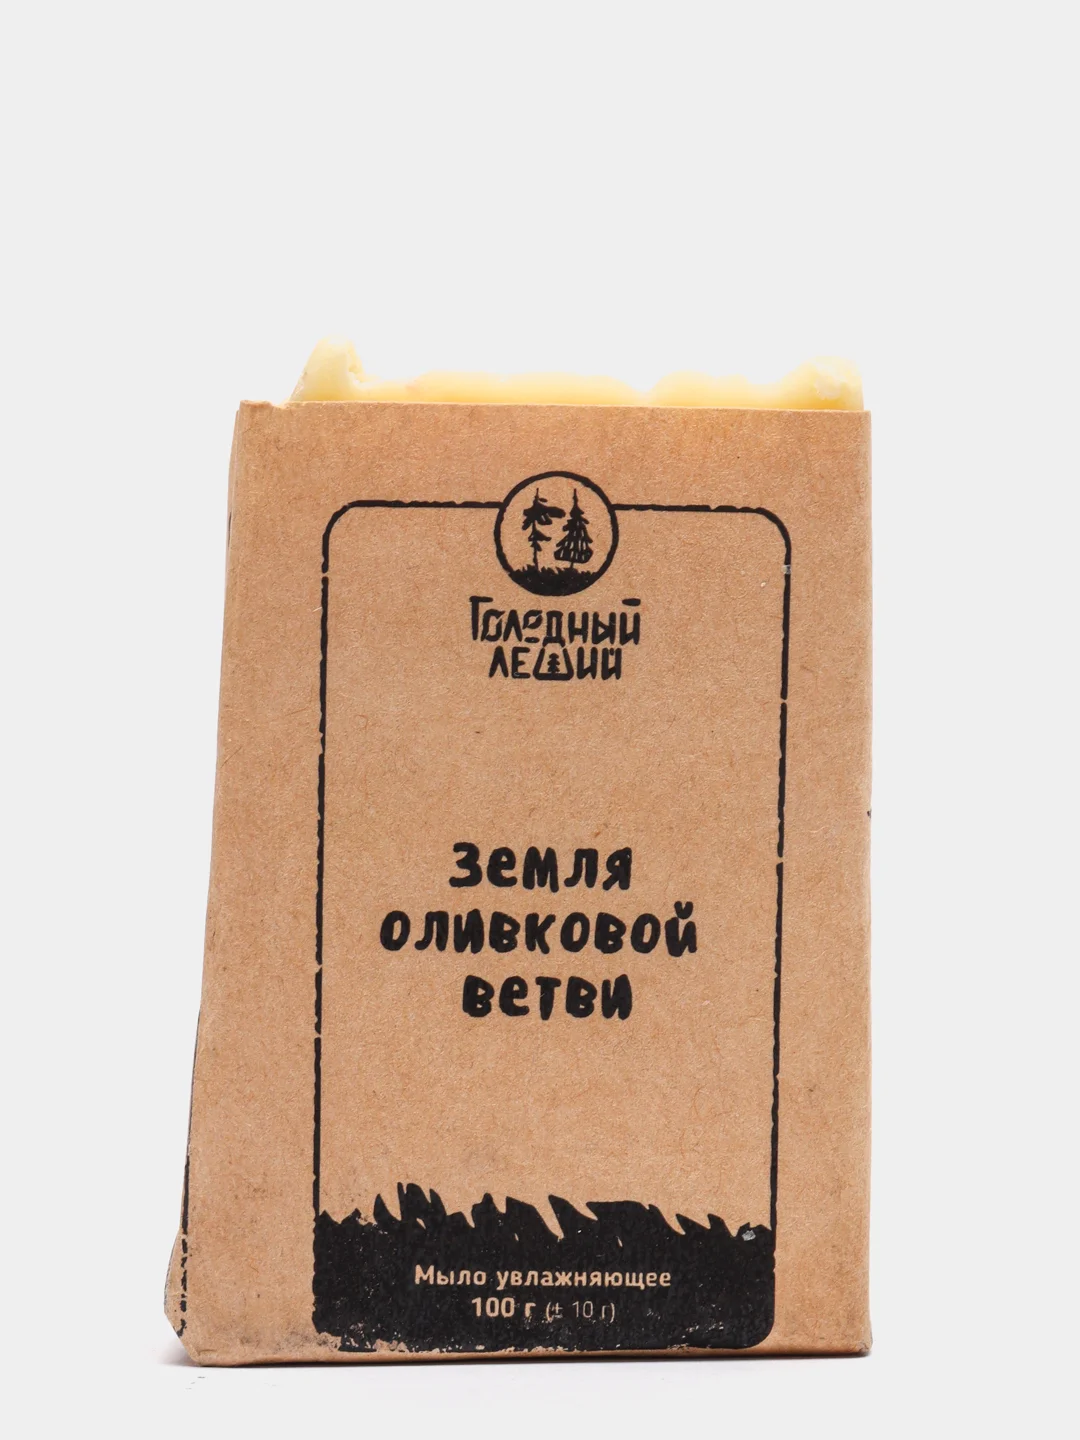 Голодный
леший
Земля
оливковой
ветви
Мыло увлажняющее
100 г (± 10 г)